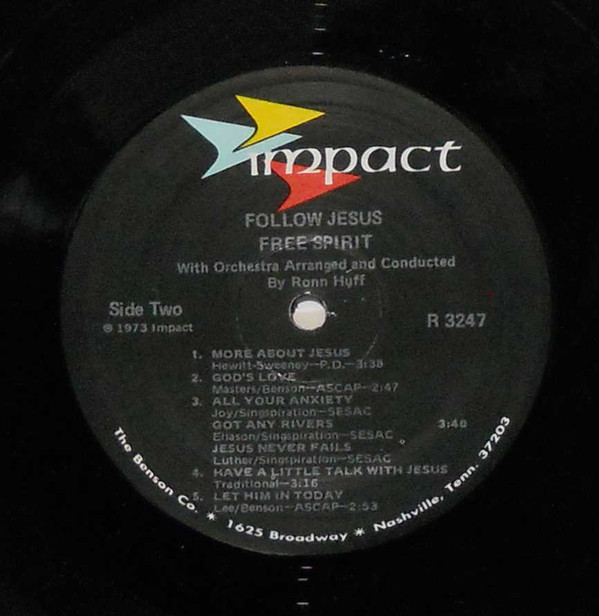 impact
FOLLOW JESUS
FREE SPIRIT
With Orchestra Arranged and Conducted
By Ronn Huff
Side Two
℗ 1973 Impact
R 3247
1. MORE ABOUT JESUS
Hewitt-Sweeney—P.D.—3:38
2. GOD'S LOVE
Masters/Benson—ASCAP—2:47
3. ALL YOUR ANXIETY
Joy/Singspiration—SESAC
GOT ANY RIVERS 3:40
Eliason/Singspiration—SESAC
JESUS NEVER FAILS
Luther/Singspiration—SESAC
4. HAVE A LITTLE TALK WITH JESUS
Traditional—3:16
5. LET HIM IN TODAY
Lee/Benson—ASCAP—2:53
The Benson Co. * 1625 Broadway * Nashville, Tenn. 37203